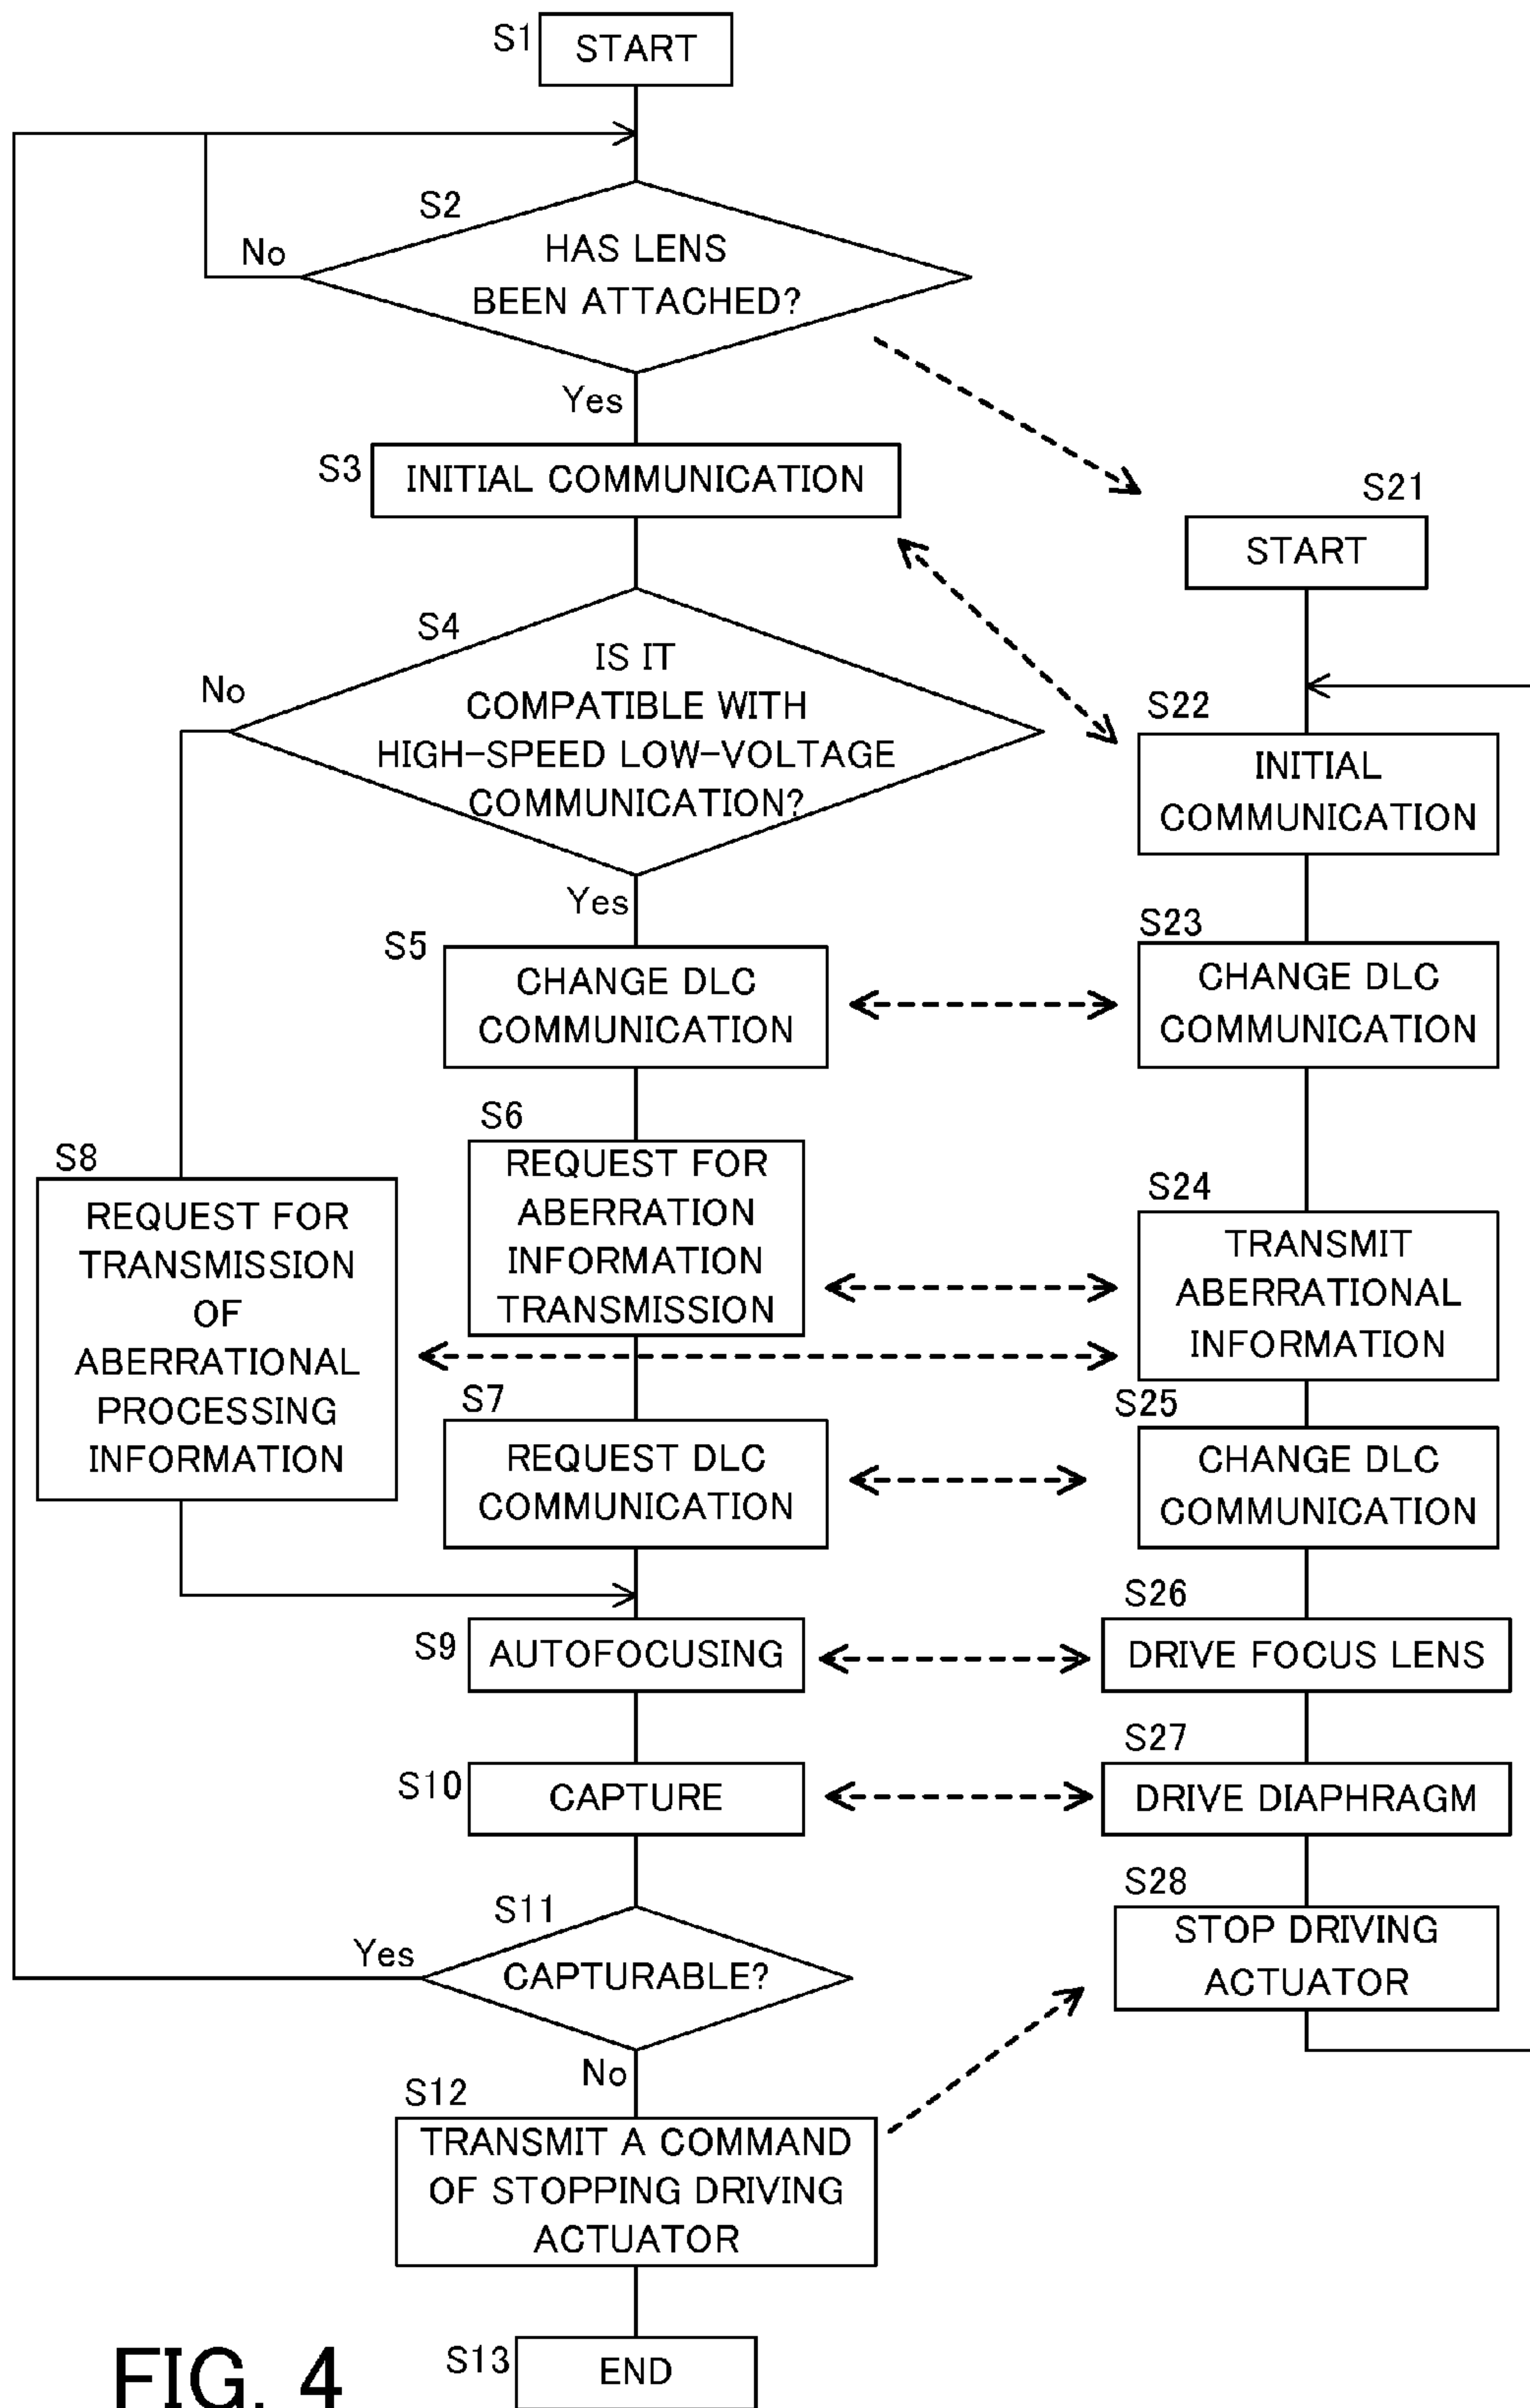 S1
START
S2
HAS LENS
BEEN ATTACHED?
No
Yes
S3
INITIAL COMMUNICATION
S4
IS IT
COMPATIBLE WITH
HIGH-SPEED LOW-VOLTAGE
COMMUNICATION?
No
Yes
S5
CHANGE DLC
COMMUNICATION
S6
REQUEST FOR
ABERRATION
INFORMATION
TRANSMISSION
S8
REQUEST FOR
TRANSMISSION
OF
ABERRATIONAL
PROCESSING
INFORMATION
S7
REQUEST DLC
COMMUNICATION
S9
AUTOFOCUSING
S10
CAPTURE
S11
CAPTURABLE?
Yes
No
S12
TRANSMIT A COMMAND
OF STOPPING DRIVING
ACTUATOR
S13
END
S21
START
S22
INITIAL
COMMUNICATION
S23
CHANGE DLC
COMMUNICATION
S24
TRANSMIT
ABERRATIONAL
INFORMATION
S25
CHANGE DLC
COMMUNICATION
S26
DRIVE FOCUS LENS
S27
DRIVE DIAPHRAGM
S28
STOP DRIVING
ACTUATOR
FIG. 4